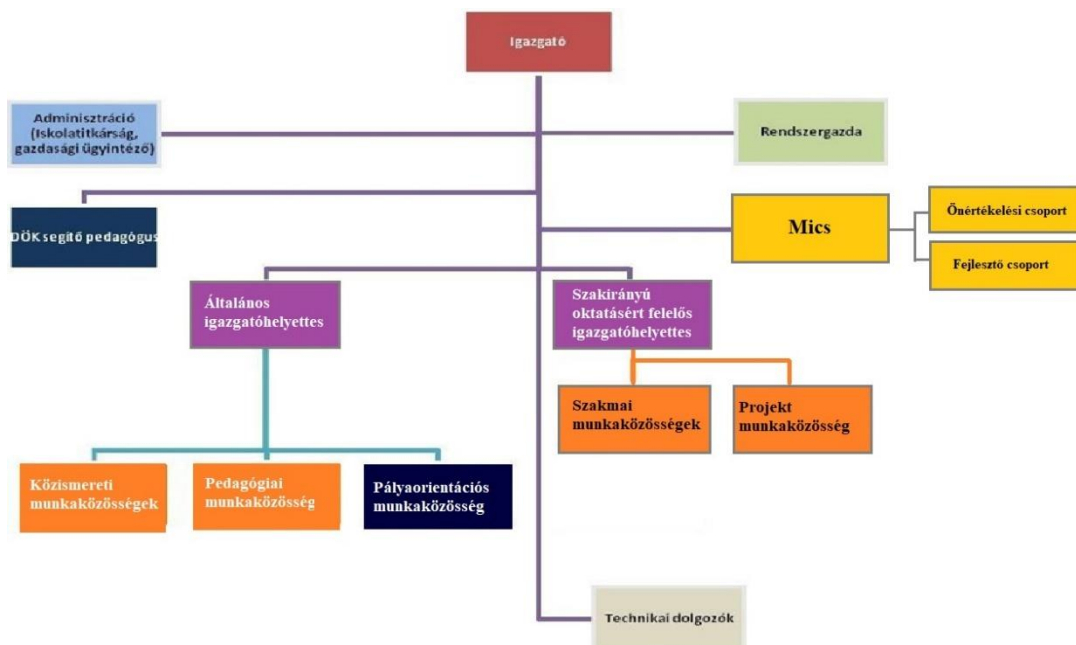 Igazgató
Adminisztráció
(Iskolatitkárság,
gazdasági ügyintéző)
Rendszergazda
DÖK segítő pedagógus
Mics
Önértékelési csoport
Fejlesztő csoport
Általános
igazgatóhelyettes
Szakirányú
oktatásért felelős
igazgatóhelyettes
Szakmai
munkaközösségek
Projekt
munkaközösség
Közismereti
munkaközösségek
Pedagógiai
munkaközösség
Pályaorientációs
munkaközösség
Technikai dolgozók